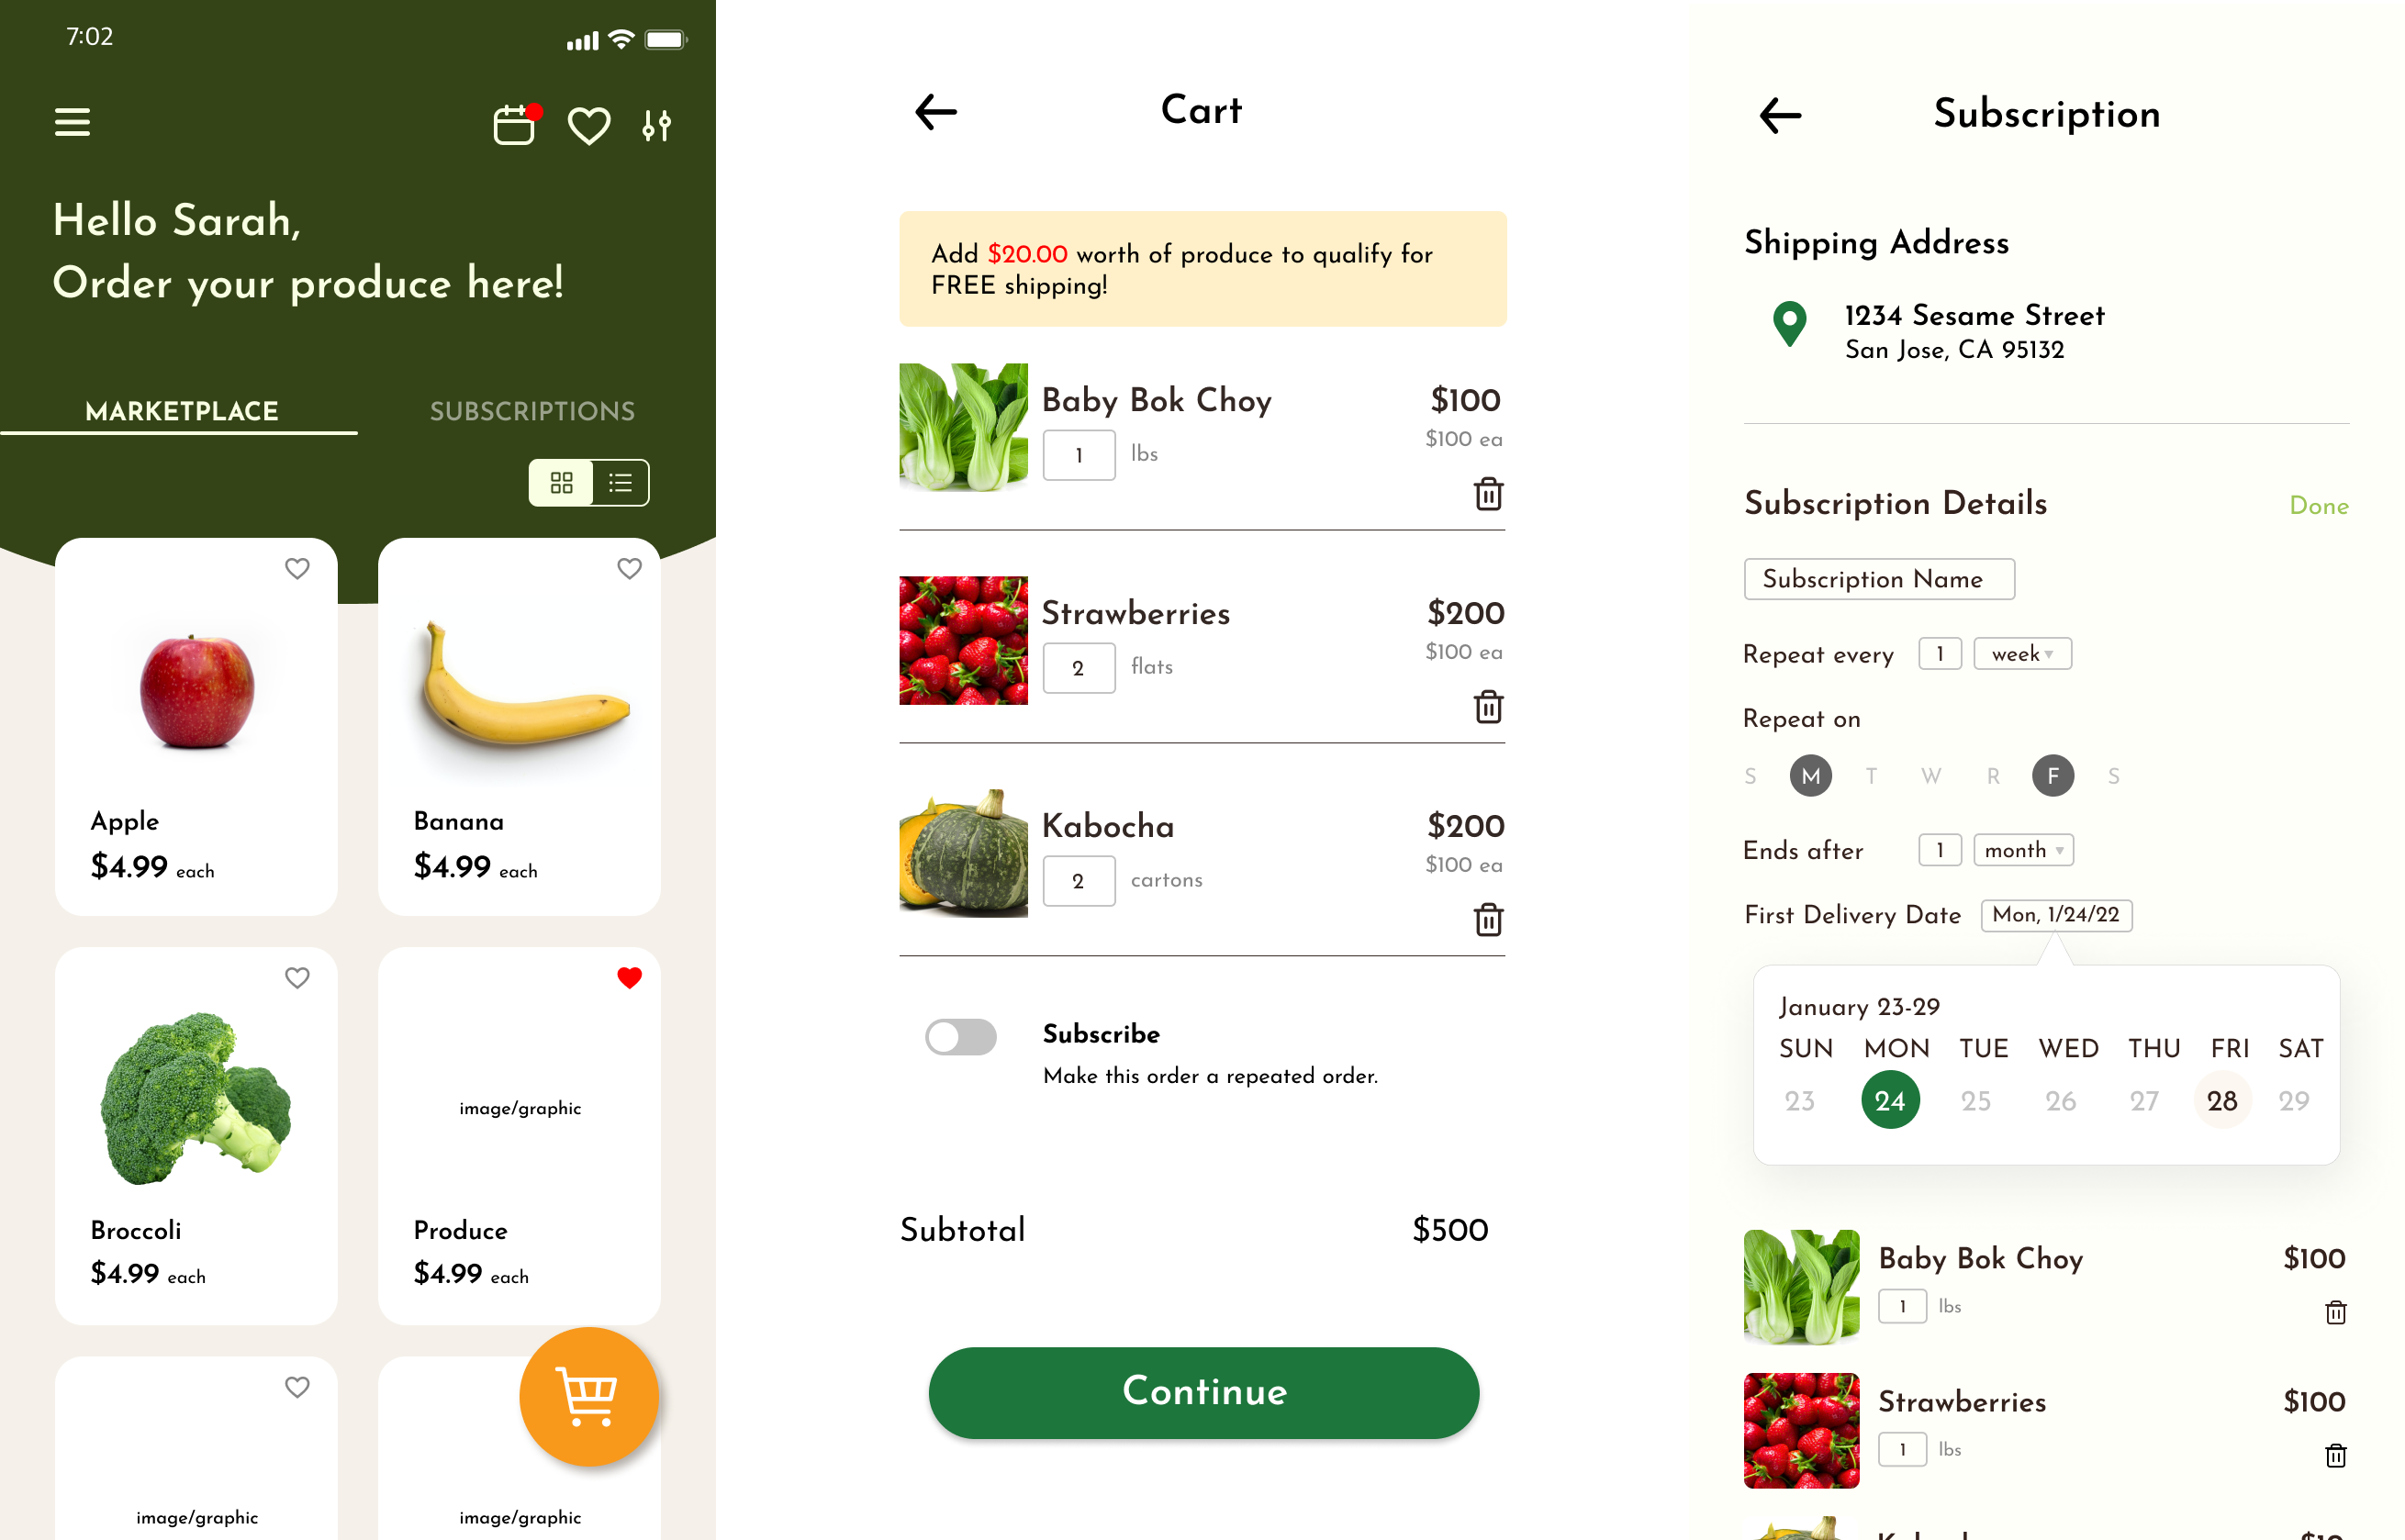 7:02
Hello Sarah,
Order your produce here!
MARKETPLACE
SUBSCRIPTIONS
Apple
$4.99 each
Banana
$4.99 each
Broccoli
$4.99 each
image/graphic
Produce
$4.99 each
image/graphic
image/graphic
Cart
Add $20.00 worth of produce to qualify for
FREE shipping!
Baby Bok Choy
$100
1 lbs
$100 ea
Strawberries
$200
2 flats
$100 ea
Kabocha
$200
2 cartons
$100 ea
Subscribe
Make this order a repeated order.
Subtotal
$500
Continue
Subscription
Shipping Address
1234 Sesame Street
San Jose, CA 95132
Subscription Details
Done
Subscription Name
Repeat every 1 week
Repeat on
S M T W R F S
Ends after 1 month
First Delivery Date Mon, 1/24/22
January 23-29
SUN MON TUE WED THU FRI SAT
23 24 25 26 27 28 29
Baby Bok Choy
$100
1 lbs
Strawberries
$100
1 lbs